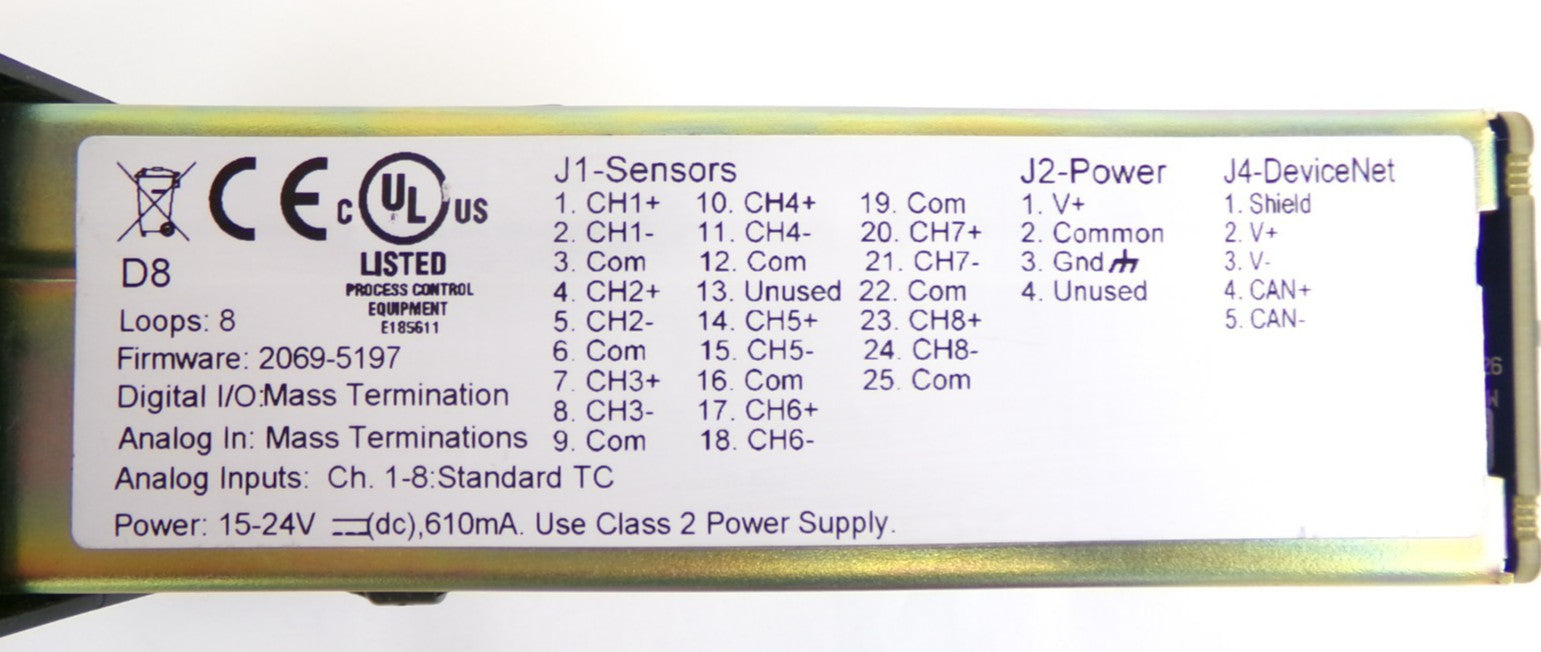 CE
c UL US
LISTED
PROCESS CONTROL
EQUIPMENT
E185611
D8
Loops: 8
Firmware: 2069-5197
Digital I/O:Mass Termination
Analog In: Mass Terminations
Analog Inputs: Ch. 1-8:Standard TC
Power: 15-24V (dc),610mA. Use Class 2 Power Supply.
J1-Sensors
1. CH1+
2. CH1-
3. Com
4. CH2+
5. CH2-
6. Com
7. CH3+
8. CH3-
9. Com
10. CH4+
11. CH4-
12. Com
13. Unused
14. CH5+
15. CH5-
16. Com
17. CH6+
18. CH6-
19. Com
20. CH7+
21. CH7-
22. Com
23. CH8+
24. CH8-
25. Com
J2-Power
1. V+
2. Common
3. Gnd
4. Unused
J4-DeviceNet
1. Shield
2. V+
3. V-
4. CAN+
5. CAN-